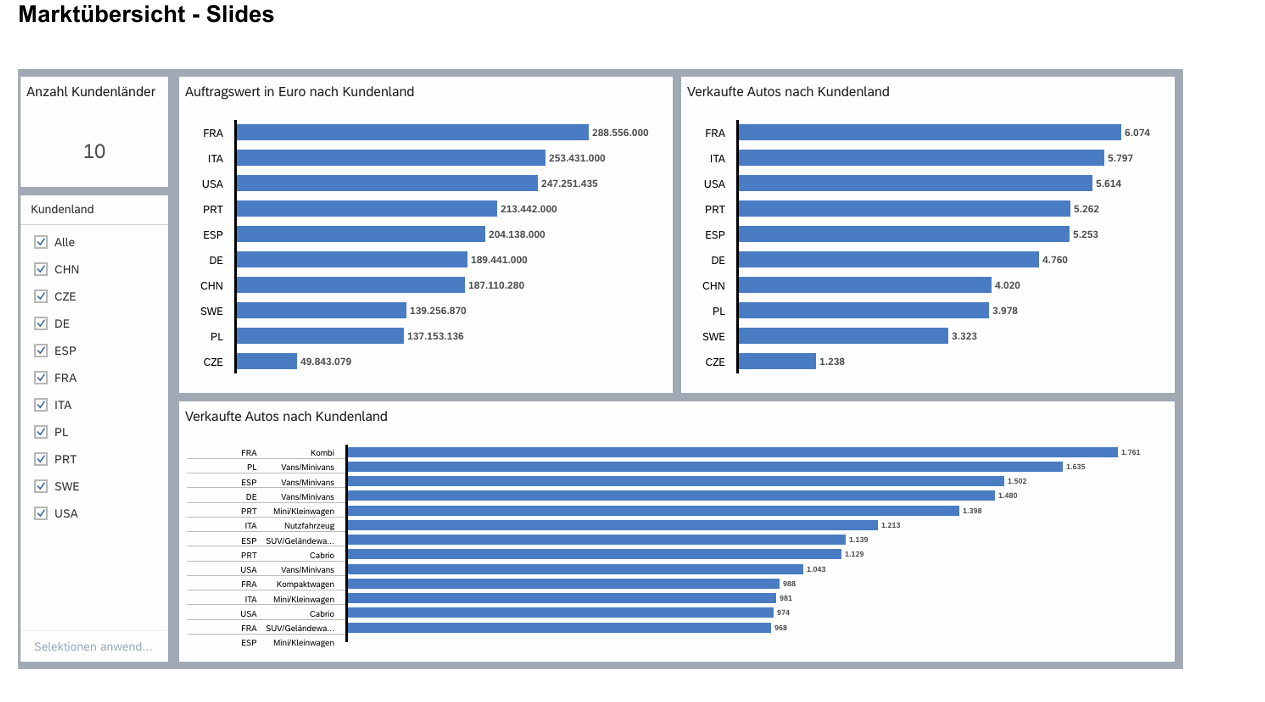 Marktübersicht - Slides
Anzahl Kundenländer
10
Kundenland
Alle
CHN
CZE
DE
ESP
FRA
ITA
PL
PRT
SWE
USA
Selektionen anwend...
Auftragswert in Euro nach Kundenland
FRA 288.556.000
ITA 253.431.000
USA 247.251.435
PRT 213.442.000
ESP 204.138.000
DE 189.441.000
CHN 187.110.280
SWE 139.256.870
PL 137.153.136
CZE 49.843.079
Verkaufte Autos nach Kundenland
FRA 6.074
ITA 5.797
USA 5.614
PRT 5.262
ESP 5.253
DE 4.760
CHN 4.020
PL 3.978
SWE 3.323
CZE 1.238
Verkaufte Autos nach Kundenland
FRA Kombi 1.761
PL Vans/Minivans 1.635
ESP Vans/Minivans 1.502
DE Vans/Minivans 1.480
PRT Mini/Kleinwagen 1.398
ITA Nutzfahrzeug 1.213
ESP SUV/Geländewa... 1.139
PRT Cabrio 1.129
USA Vans/Minivans 1.043
FRA Kompaktwagen 988
ITA Mini/Kleinwagen 981
USA Cabrio 974
FRA SUV/Geländewa... 968
ESP Mini/Kleinwagen